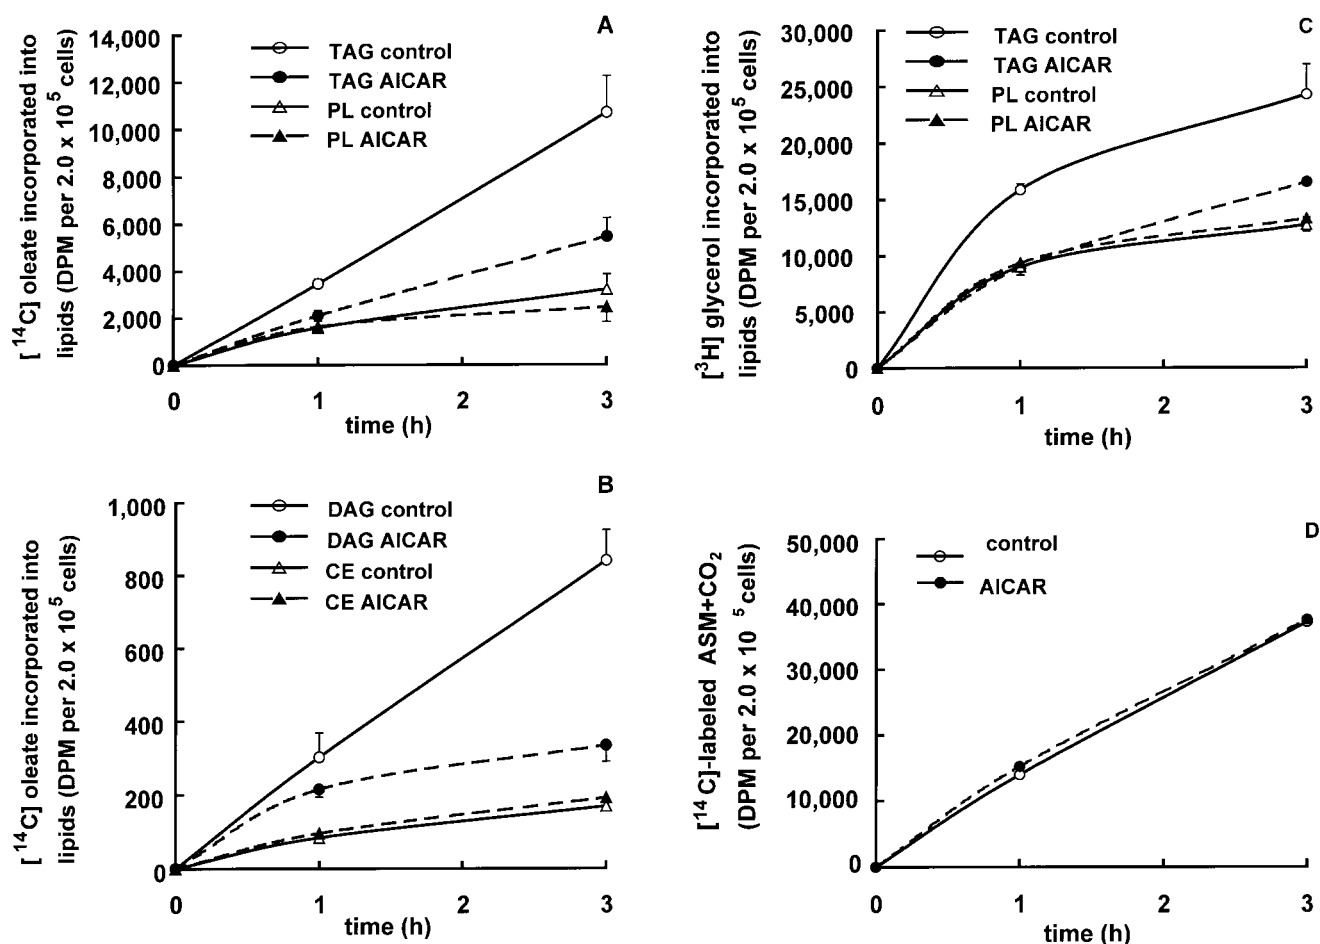 A
[ 14C] oleate incorporated into
lipids (DPM per 2.0 x 10 5 cells)
14,000
12,000
10,000
8,000
6,000
4,000
2,000
0
TAG control
TAG AICAR
PL control
PL AICAR
0 1 2 3
time (h)
C
[3H] glycerol incorporated into
lipids (DPM per 2.0 x 10 5 cells)
30,000
25,000
20,000
15,000
10,000
5,000
0
TAG control
TAG AICAR
PL control
PL AICAR
0 1 2 3
time (h)
B
[ 14C] oleate incorporated into
lipids (DPM per 2.0 x 10 5 cells)
1,000
800
600
400
200
0
DAG control
DAG AICAR
CE control
CE AICAR
0 1 2 3
time (h)
D
[14 C]-labeled ASM+CO2
(DPM per 2.0 x 10 5 cells)
50,000
40,000
30,000
20,000
10,000
0
control
AICAR
0 1 2 3
time (h)